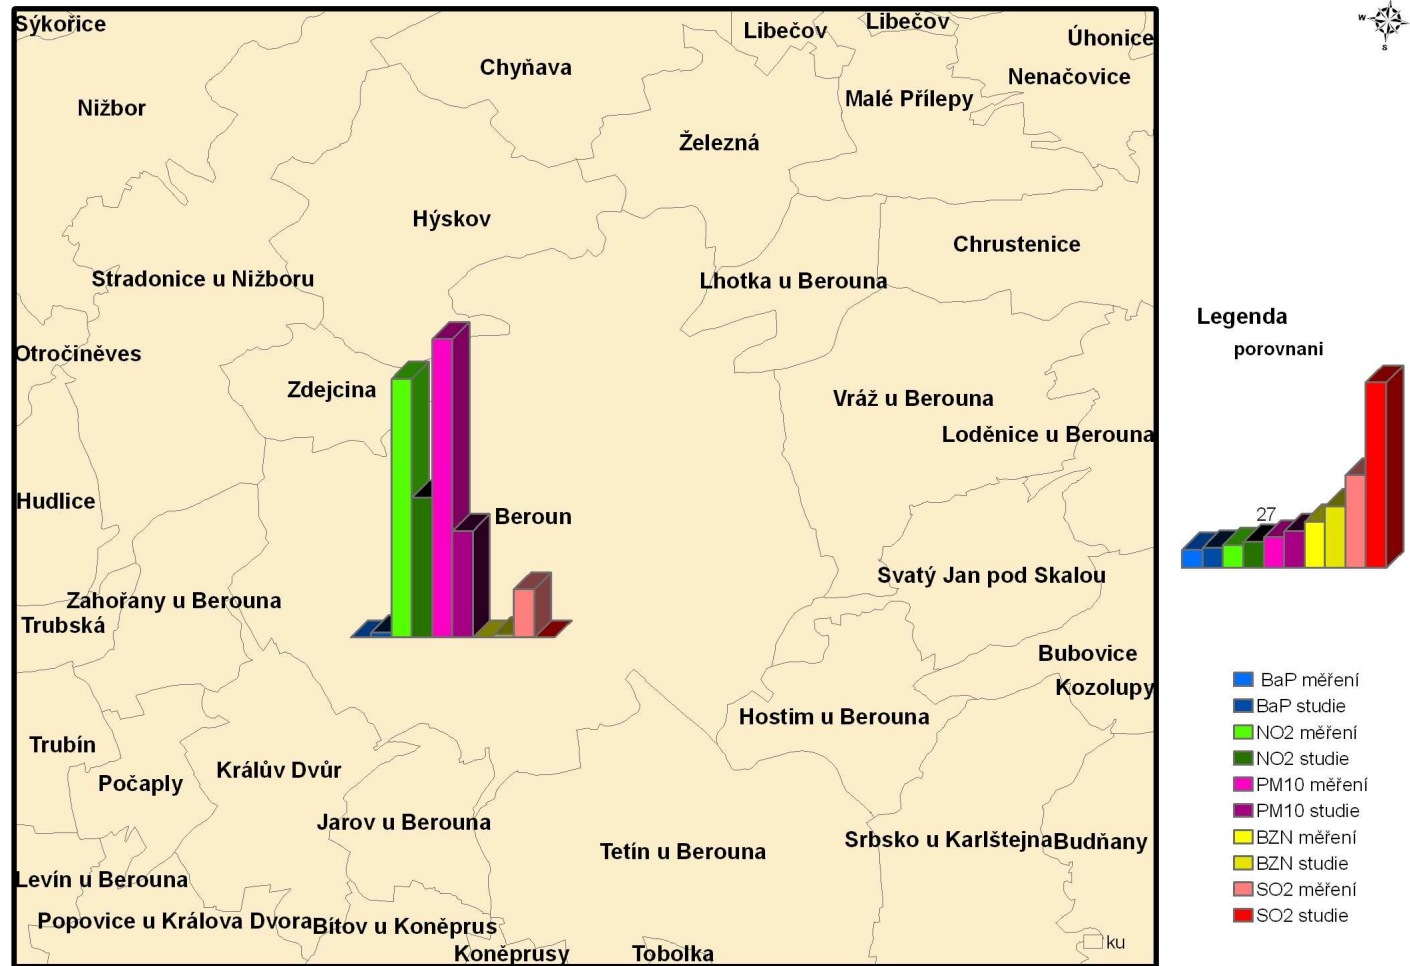 Sýkořice
Libečov
Libečov
Úhonice
W
S
Chyňava
Nenačovice
Nižbor
Malé Přílepy
Železná
Hýskov
Chrustenice
Stradonice u Nižboru
Lhotka u Berouna
Legenda
porovnani
Otročiněves
Zdejcina
Vráž u Berouna
Loděnice u Berouna
Hudlice
Beroun
27
Svatý Jan pod Skalou
Zahořany u Berouna
Trubská
Bubovice
Kozolupy
BaP měření
BaP studie
NO2 měření
NO2 studie
PM10 měření
PM10 studie
BZN měření
BZN studie
SO2 měření
SO2 studie
Hostim u Berouna
Trubín
Počaply
Králův Dvůr
Jarov u Berouna
Tetín u Berouna
Srbsko u Karlštejna
Budňany
Levín u Berouna
Popovice u Králova Dvora
Bítov u Koněprus
Koněprusy
Tobolka
ku